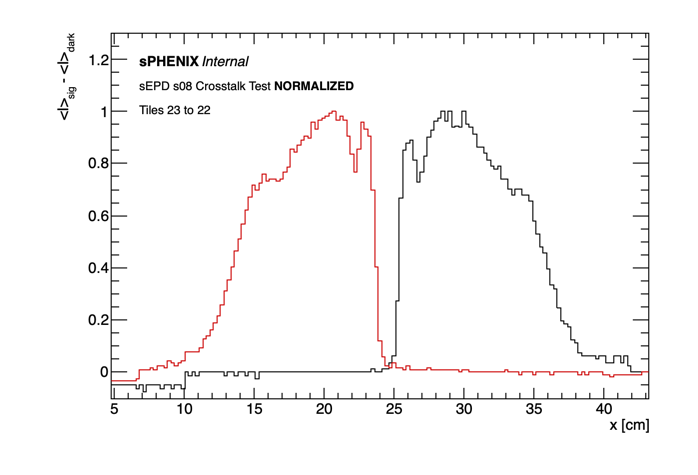 <I>sig - <I>dark
1.2
1
0.8
0.6
0.4
0.2
0
sPHENIX Internal
sEPD s08 Crosstalk Test NORMALIZED
Tiles 23 to 22
5 10 15 20 25 30 35 40
x [cm]